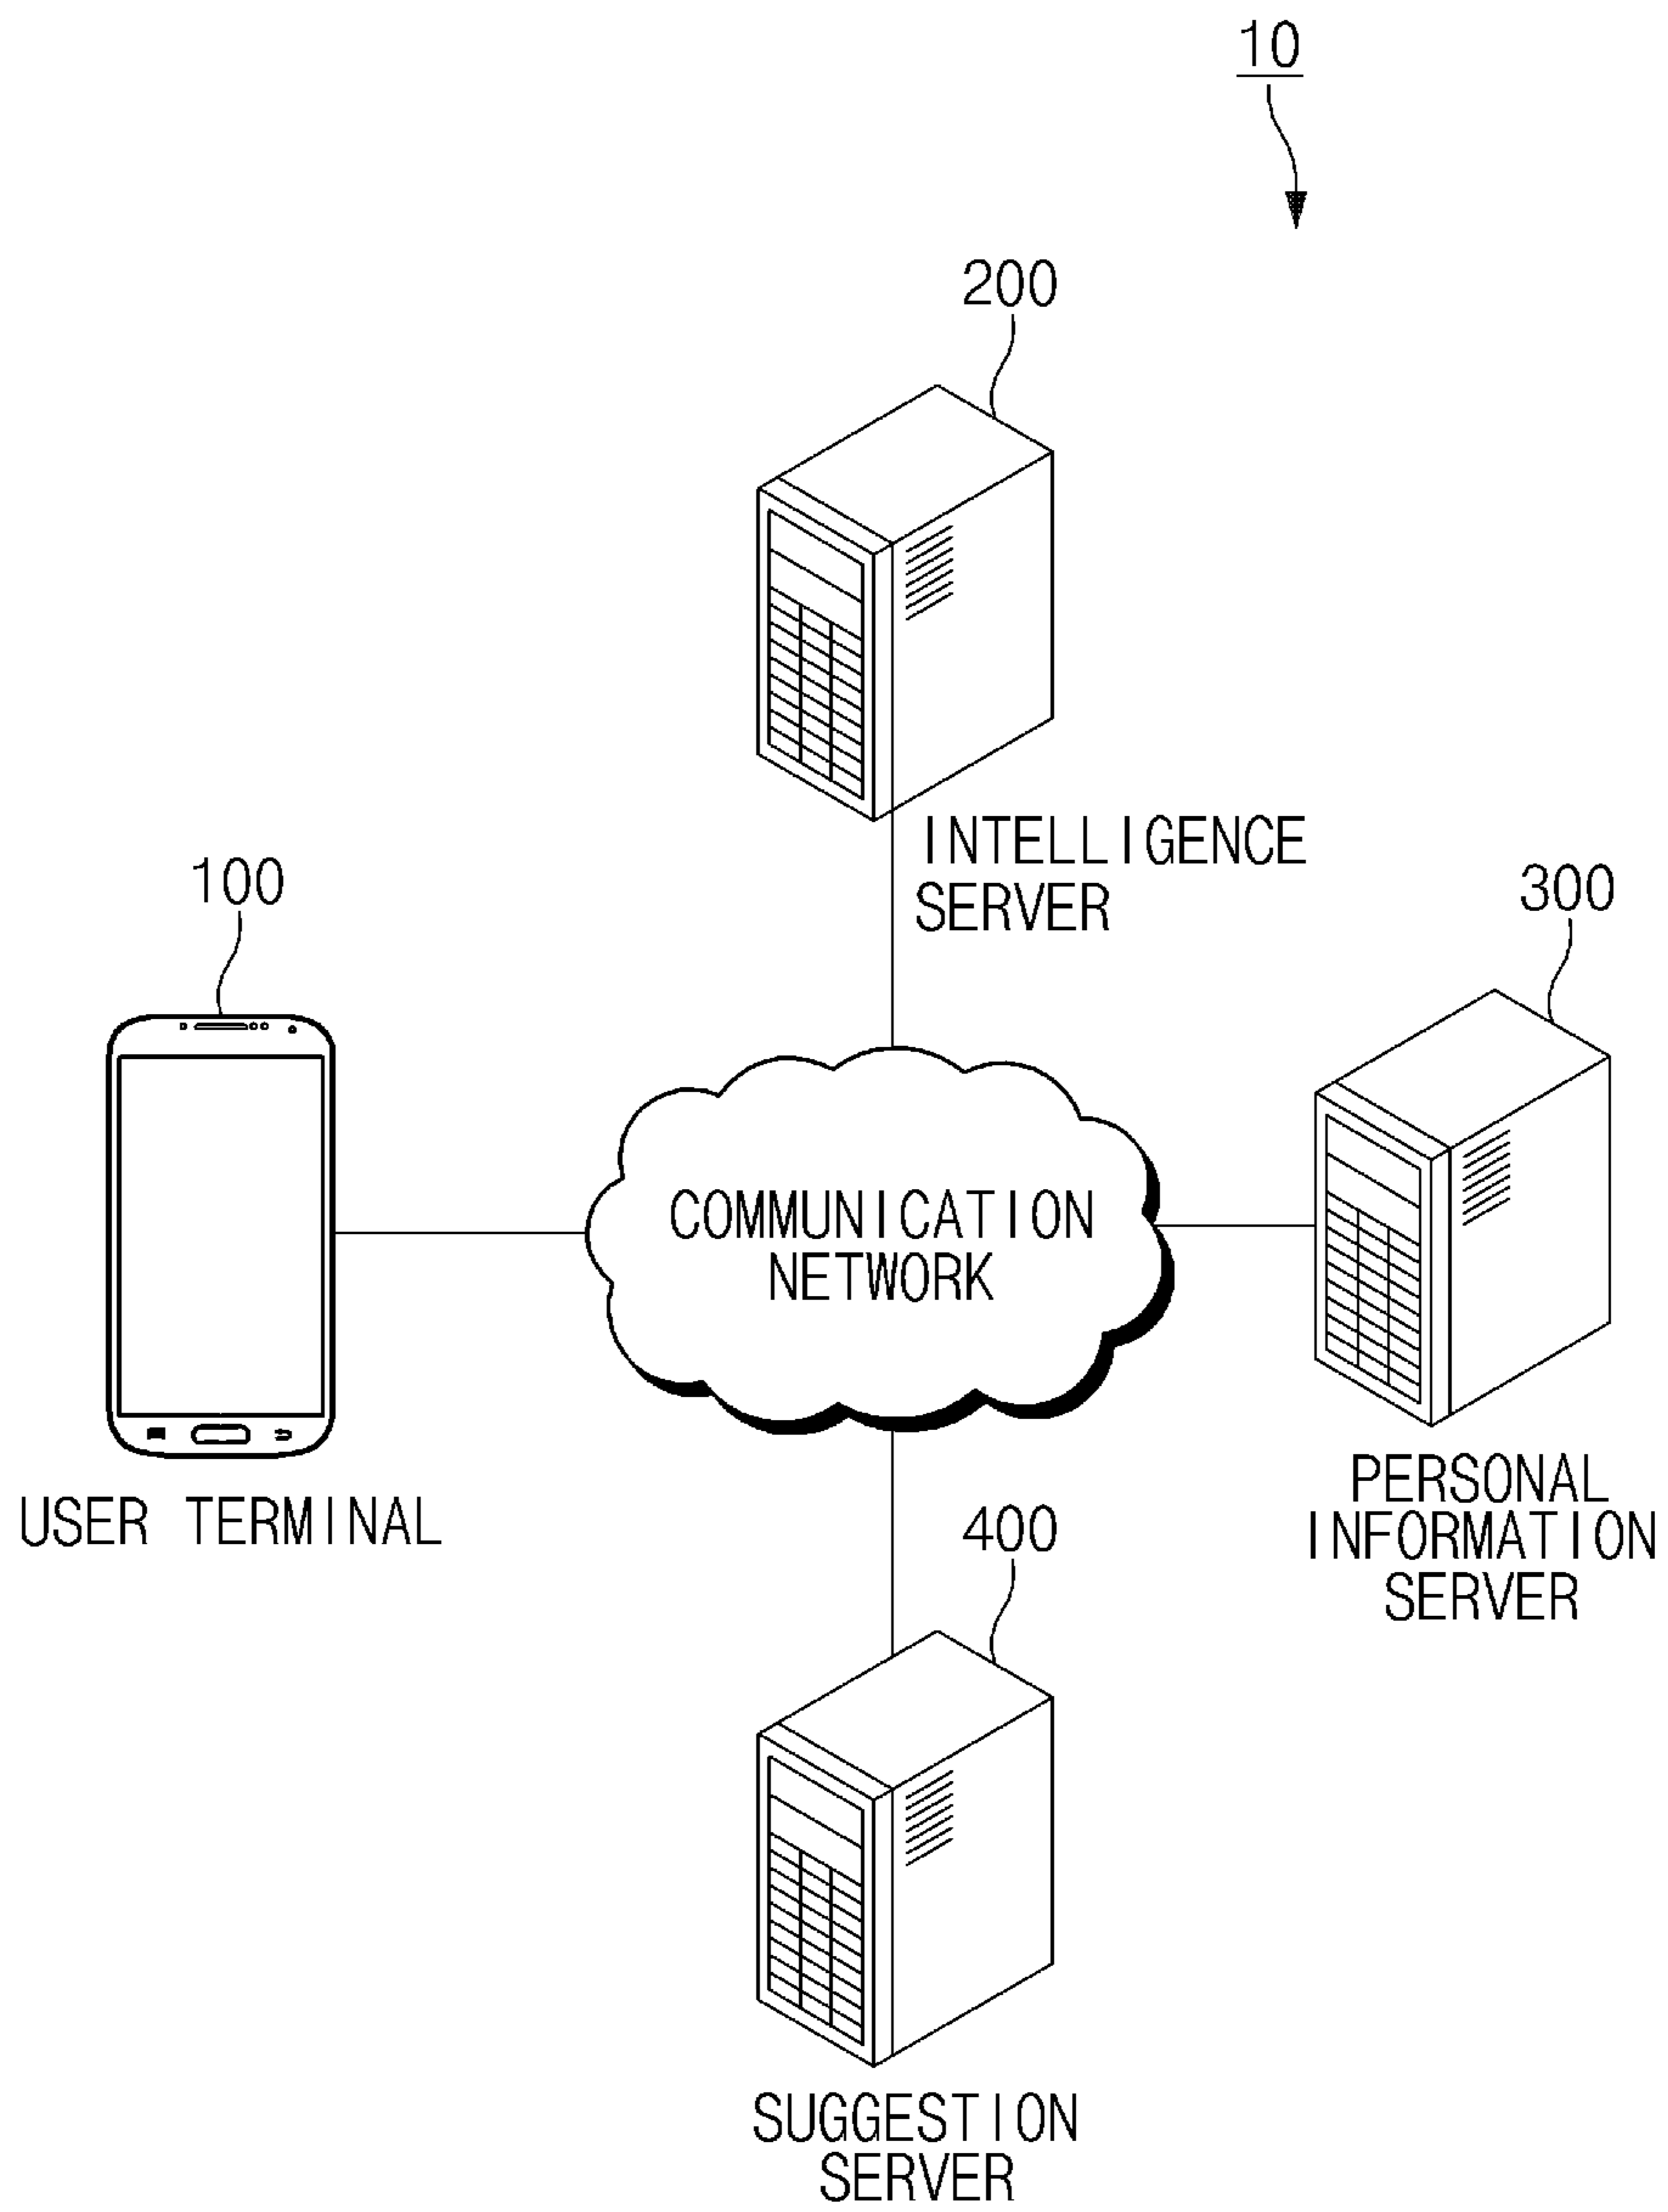 10
200
INTELLIGENCE
SERVER
100
300
COMMUNICATION
NETWORK
USER TERMINAL
PERSONAL
INFORMATION
SERVER
400
SUGGESTION
SERVER